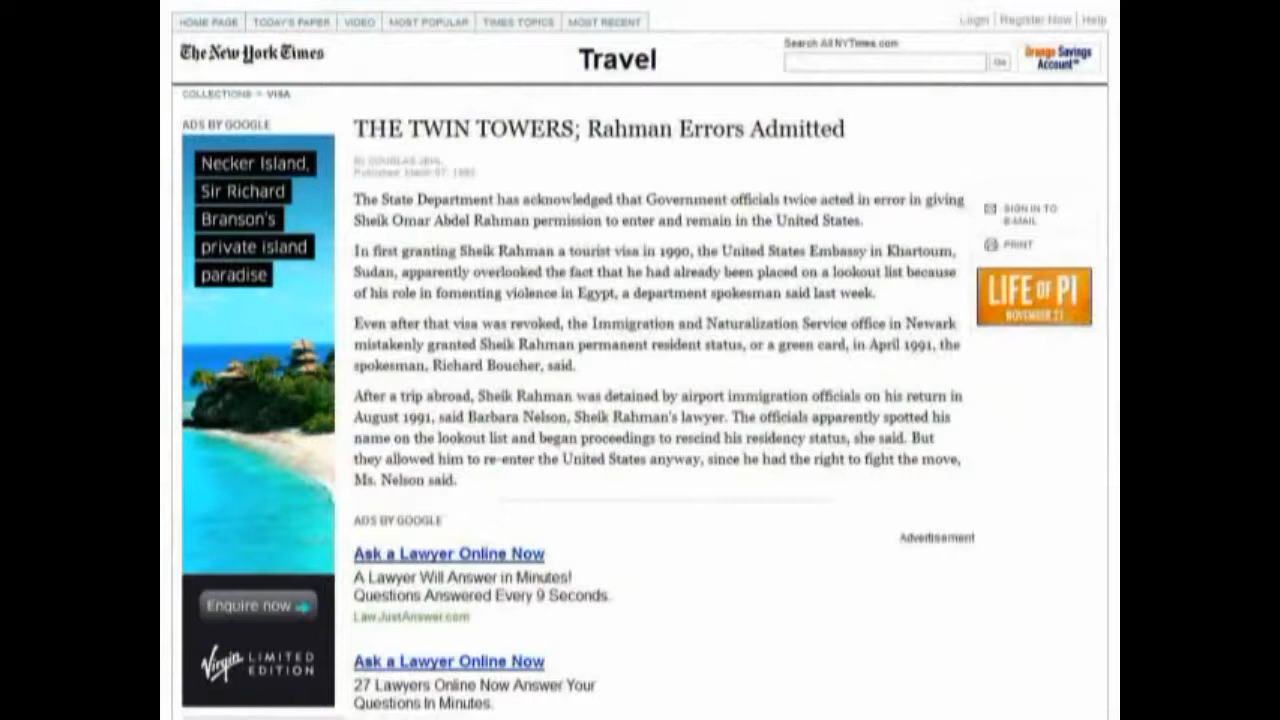 HOME PAGE TODAY'S PAPER VIDEO MOST POPULAR TIMES TOPICS MOST RECENT
Login Register Now Help
The New York Times
Travel
Search All NYTimes.com
Go
Orange Savings
Account
COLLECTIONS > VISA
ADS BY GOOGLE
Necker Island,
Sir Richard
Branson's
private island
paradise
Enquire now
Virgin LIMITED
EDITION
THE TWIN TOWERS; Rahman Errors Admitted
By DOUGLAS JEHL
Published: March 07, 1993
The State Department has acknowledged that Government officials twice acted in error in giving
Sheik Omar Abdel Rahman permission to enter and remain in the United States.
In first granting Sheik Rahman a tourist visa in 1990, the United States Embassy in Khartoum,
Sudan, apparently overlooked the fact that he had already been placed on a lookout list because
of his role in fomenting violence in Egypt, a department spokesman said last week.
Even after that visa was revoked, the Immigration and Naturalization Service office in Newark
mistakenly granted Sheik Rahman permanent resident status, or a green card, in April 1991, the
spokesman, Richard Boucher, said.
After a trip abroad, Sheik Rahman was detained by airport immigration officials on his return in
August 1991, said Barbara Nelson, Sheik Rahman's lawyer. The officials apparently spotted his
name on the lookout list and began proceedings to rescind his residency status, she said. But
they allowed him to re-enter the United States anyway, since he had the right to fight the move,
Ms. Nelson said.
SIGN IN TO
E-MAIL
PRINT
LIFE OF PI
NOVEMBER 21
ADS BY GOOGLE
Advertisement
Ask a Lawyer Online Now
A Lawyer Will Answer in Minutes!
Questions Answered Every 9 Seconds.
Law.JustAnswer.com
Ask a Lawyer Online Now
27 Lawyers Online Now Answer Your
Questions In Minutes.